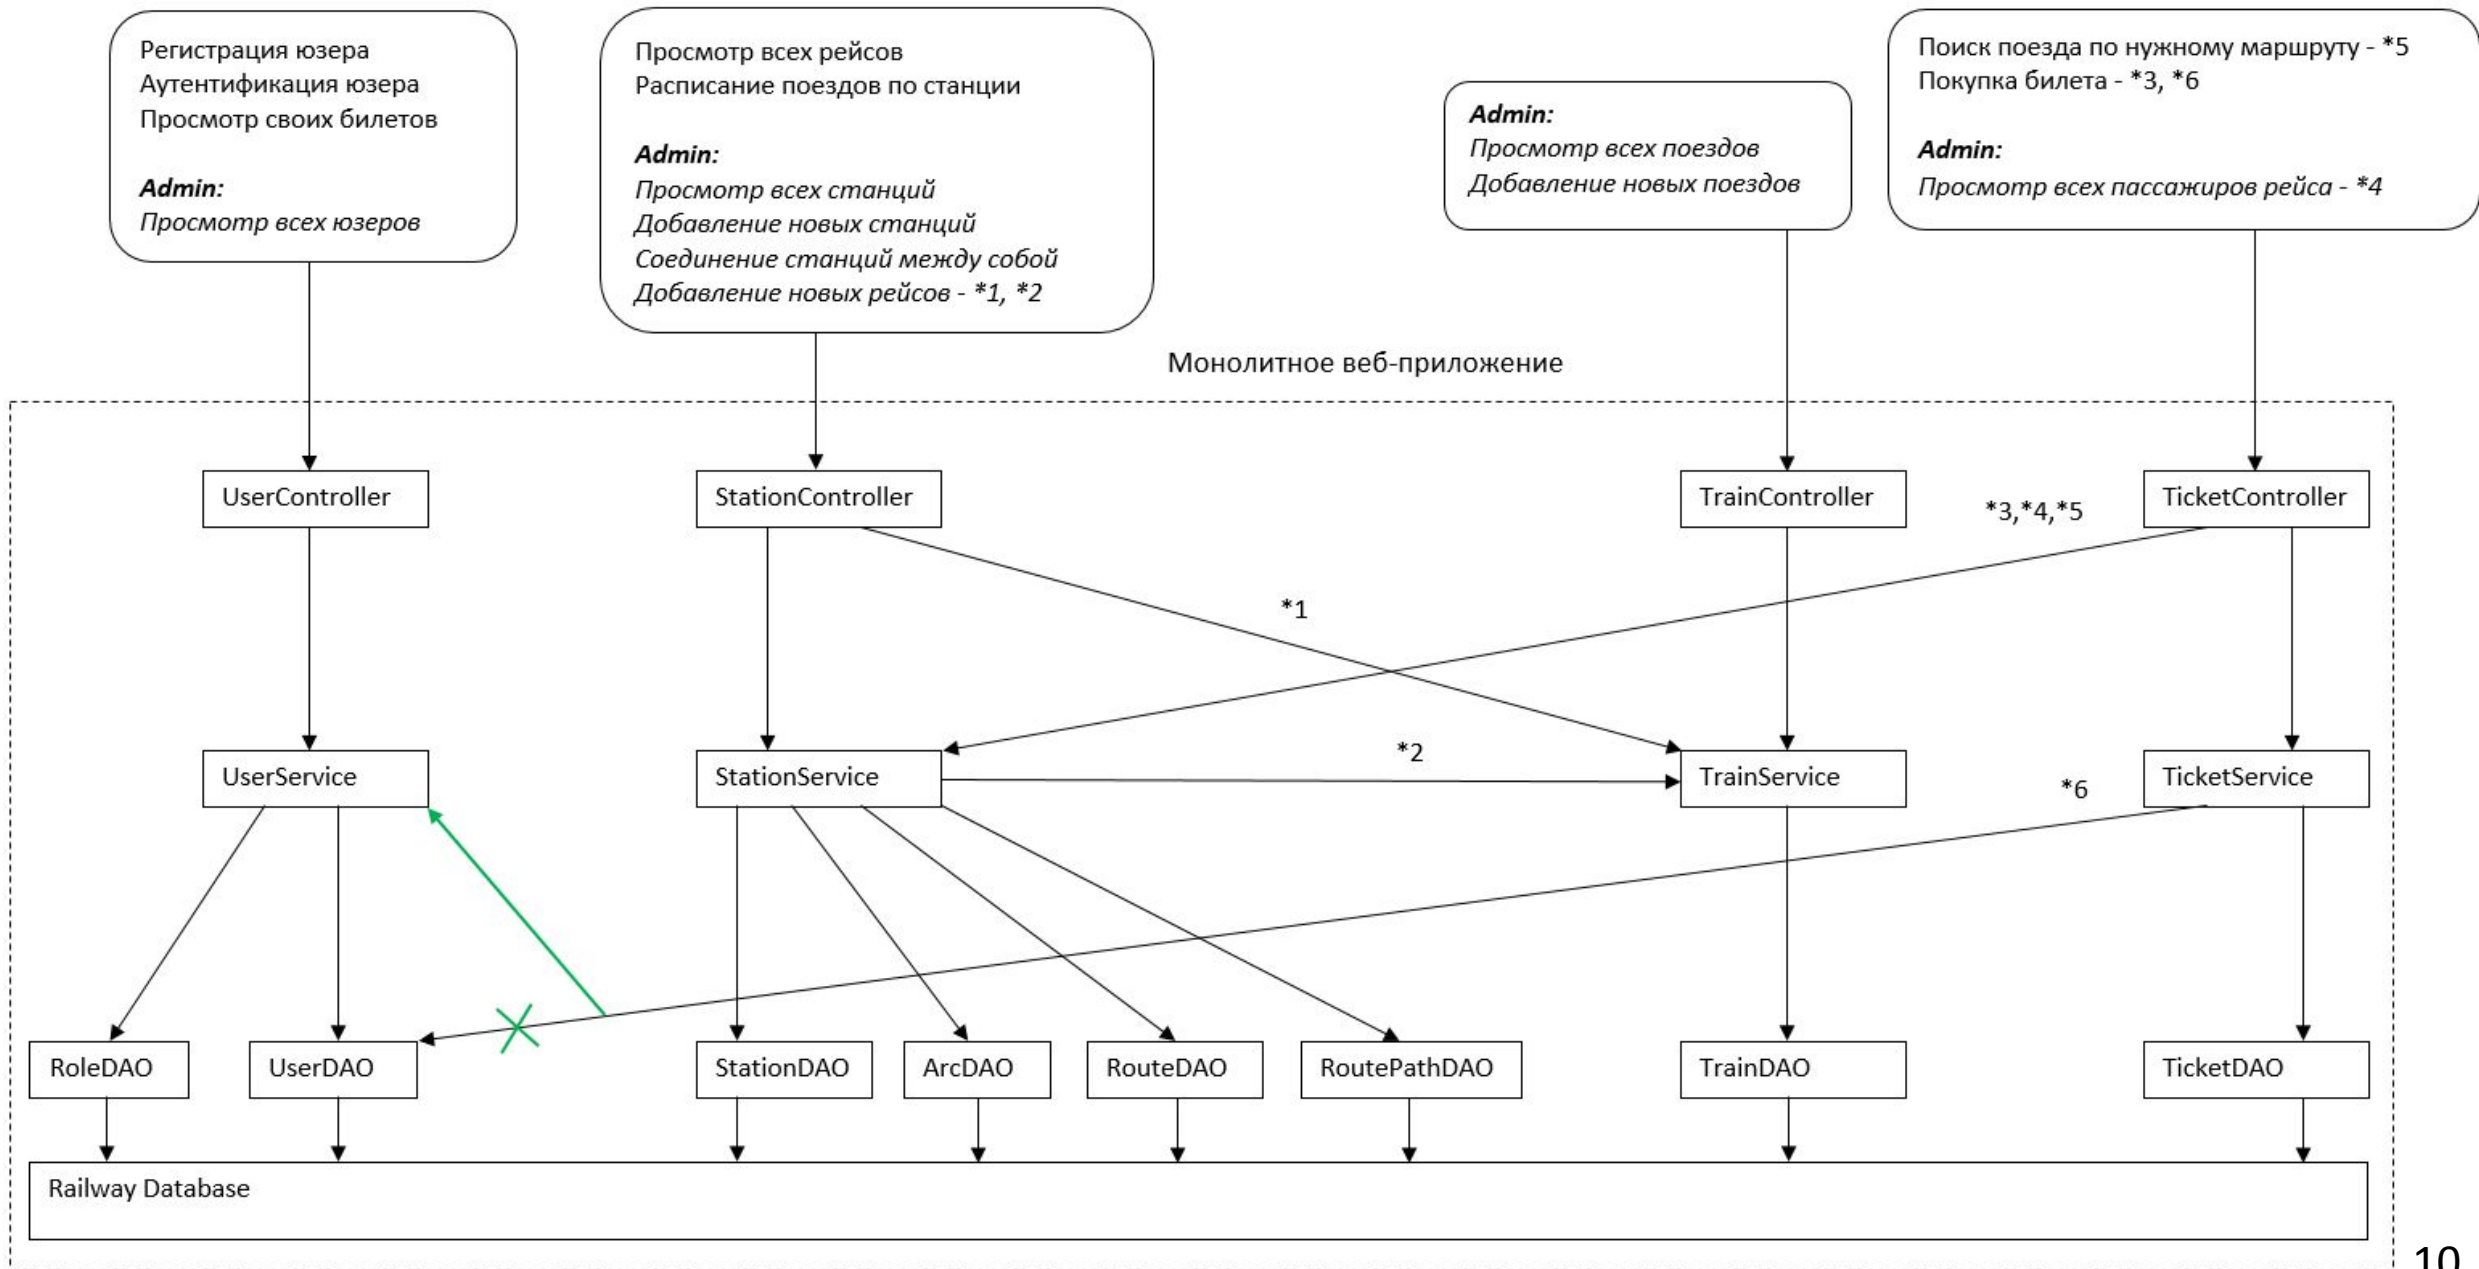 Регистрация юзера
Аутентификация юзера
Просмотр своих билетов
Admin:
Просмотр всех юзеров
Просмотр всех рейсов
Расписание поездов по станции
Admin:
Просмотр всех станций
Добавление новых станций
Соединение станций между собой
Добавление новых рейсов - *1, *2
Admin:
Просмотр всех поездов
Добавление новых поездов
Поиск поезда по нужному маршруту - *5
Покупка билета - *3, *6
Admin:
Просмотр всех пассажиров рейса - *4
Монолитное веб-приложение
UserController
StationController
TrainController
TicketController
*3,*4,*5
*1
*2
UserService
StationService
TrainService
TicketService
*6
RoleDAO
UserDAO
StationDAO
ArcDAO
RouteDAO
RoutePathDAO
TrainDAO
TicketDAO
Railway Database
10